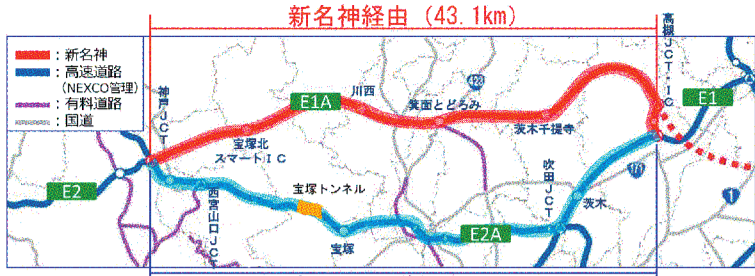 新名神経由 (43.1km)
:新名神
:高速道路
(NEXCO管理)
:有料道路
:国道
神戸JCT
宝塚北
スマートIC
E1A
川西
箕面とどろみ
423
茨木千提寺
高槻JCT・IC
E1
E2
西宮山口JCT
宝塚トンネル
宝塚
E2A
吹田JCT
茨木
171
1